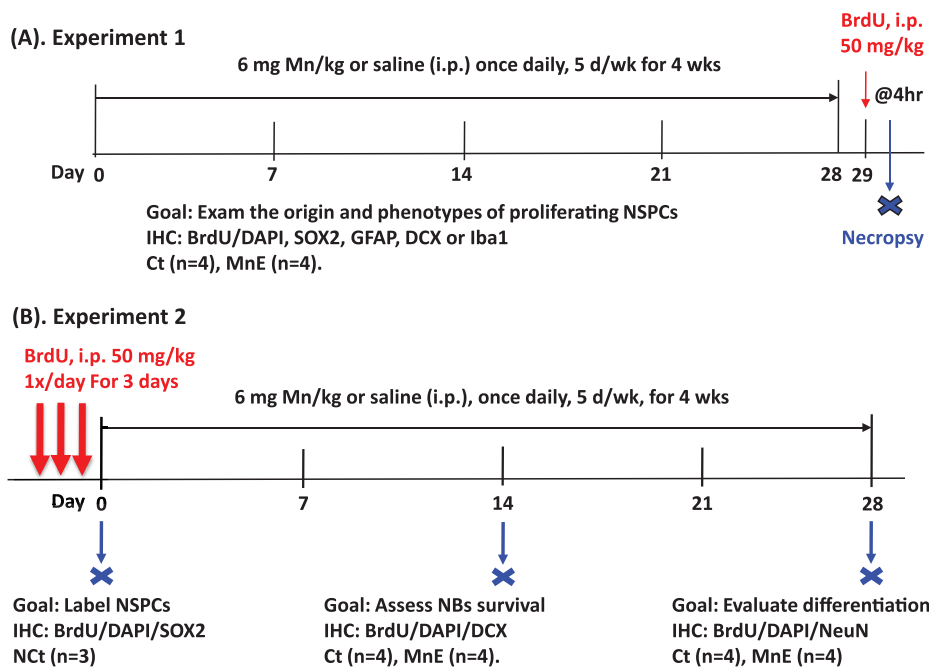 (A). Experiment 1
BrdU, i.p.
50 mg/kg
6 mg Mn/kg or saline (i.p.) once daily, 5 d/wk for 4 wks
@4hr
Day 0 7 14 21 28 29
Goal: Exam the origin and phenotypes of proliferating NSPCs
IHC: BrdU/DAPI, SOX2, GFAP, DCX or Iba1
Ct (n=4), MnE (n=4).
Necropsy
(B). Experiment 2
BrdU, i.p. 50 mg/kg
1x/day For 3 days
6 mg Mn/kg or saline (i.p.), once daily, 5 d/wk, for 4 wks
Day 0 7 14 21 28
Goal: Label NSPCs
IHC: BrdU/DAPI/SOX2
NCt (n=3)
Goal: Assess NBs survival
IHC: BrdU/DAPI/DCX
Ct (n=4), MnE (n=4).
Goal: Evaluate differentiation
IHC: BrdU/DAPI/NeuN
Ct (n=4), MnE (n=4)